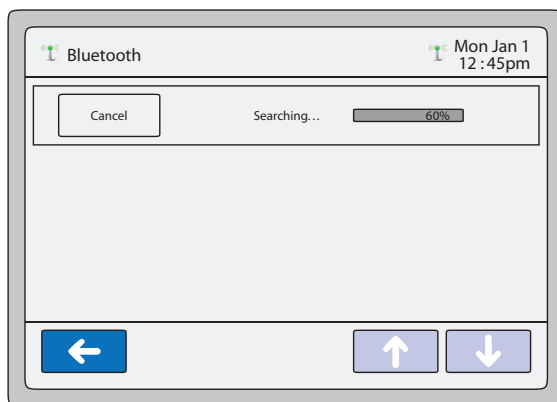 Bluetooth
Mon Jan 1
12 : 45pm
Cancel
Searching...
60%